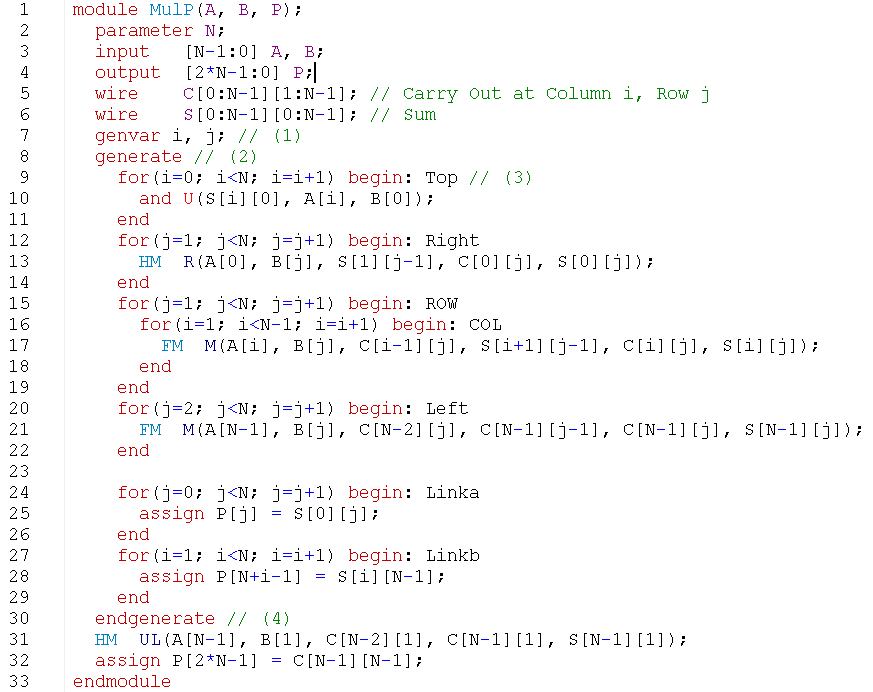 1 module MulP(A, B, P);
2   parameter N;
3   input   [N-1:0] A, B;
4   output  [2*N-1:0] P;
5   wire    C[0:N-1][1:N-1]; // Carry Out at Column i, Row j
6   wire    S[0:N-1][0:N-1]; // Sum
7   genvar i, j; // (1)
8   generate // (2)
9     for(i=0; i<N; i=i+1) begin: Top // (3)
10       and U(S[i][0], A[i], B[0]);
11     end
12     for(j=1; j<N; j=j+1) begin: Right
13       HM  R(A[0], B[j], S[1][j-1], C[0][j], S[0][j]);
14     end
15     for(j=1; j<N; j=j+1) begin: ROW
16       for(i=1; i<N-1; i=i+1) begin: COL
17         FM  M(A[i], B[j], C[i-1][j], S[i+1][j-1], C[i][j], S[i][j]);
18       end
19     end
20     for(j=2; j<N; j=j+1) begin: Left
21       FM  M(A[N-1], B[j], C[N-2][j], C[N-1][j-1], C[N-1][j], S[N-1][j]);
22     end
23
24     for(j=0; j<N; j=j+1) begin: Linka
25       assign P[j] = S[0][j];
26     end
27     for(i=1; i<N; i=i+1) begin: Linkb
28       assign P[N+i-1] = S[i][N-1];
29     end
30   endgenerate // (4)
31   HM  UL(A[N-1], B[1], C[N-2][1], C[N-1][1], S[N-1][1]);
32   assign P[2*N-1] = C[N-1][N-1];
33 endmodule